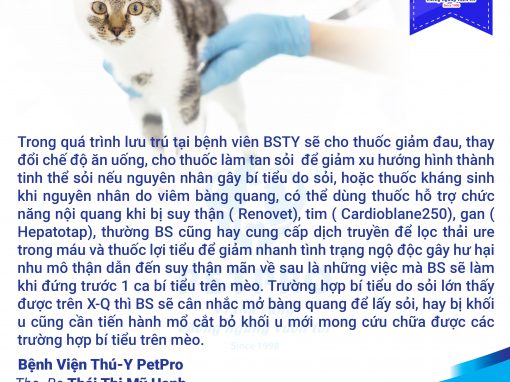 Trong quá trình lưu trú tại bệnh viên BSTY sẽ cho thuốc giảm đau, thay
đổi chế độ ăn uống, cho thuốc làm tan sỏi để giảm xu hướng hình thành
tinh thể sỏi nếu nguyên nhân gây bí tiểu do sỏi, hoặc thuốc kháng sinh
khi nguyên nhân do viêm bàng quang, có thể dùng thuốc hỗ trợ chức
năng nội quang khi bị suy thận ( Renovet), tim ( Cardioblane250), gan (
Hepatotap), thường BS cũng hay cung cấp dịch truyền để lọc thải ure
trong máu và thuốc lợi tiểu để giảm nhanh tình trạng ngộ độc gây hư hại
nhu mô thận dẫn đến suy thận mãn về sau là những việc mà BS sẽ làm
khi đứng trước 1 ca bí tiểu trên mèo. Trường hợp bí tiểu do sỏi lớn thấy
được trên X-Q thì BS sẽ cân nhắc mở bàng quang để lấy sỏi, hay bị khối
u cũng cần tiến hành mổ cắt bỏ khối u mới mong cứu chữa được các
trường hợp bí tiểu trên mèo.
Since 1998
Bệnh Viện Thú-Y PetPro
Thái Thị Mỹ Hạnh